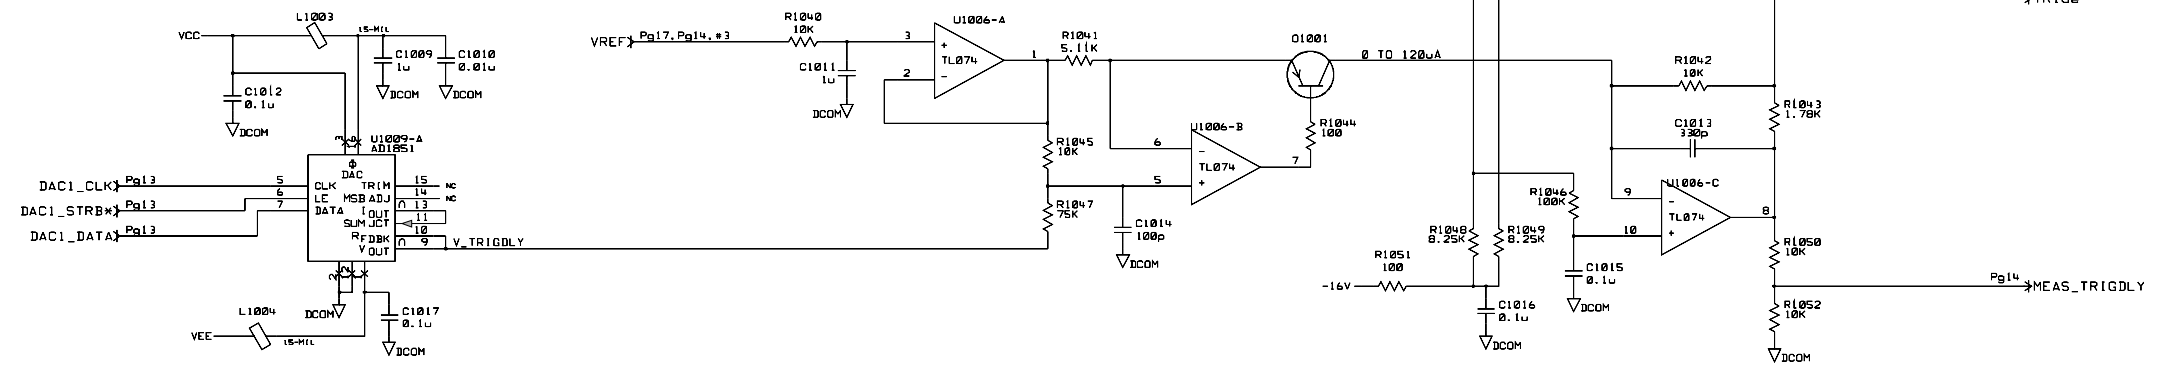 L1003
VCC
15-MIL
C1009
1u
C1010
0.01u
C1012
0.1u
DCOM
DCOM
DCOM
VREF
Pg17,Pg14,#3
R1040
10K
C1011
1u
DCOM
U1006-A
3
+
TL074
2
-
1
R1041
5.11K
Q1001
0 TO 120uA
R1042
10K
R1043
1.78K
C1013
330p
R1044
100
R1045
10K
U1006-B
6
-
TL074
5
+
7
R1047
75K
C1014
100p
DCOM
U1009-A
AD1851
DAC
DAC1_CLK
Pg13
5
CLK
TRIM
15
NC
DAC1_STRB*
Pg13
6
LE
MSB ADJ
14
NC
DAC1_DATA
Pg13
7
DATA
I OUT
13
SUM JCT
11
RFDBK
10
V OUT
9
V_TRIGDLY
2
12
DCOM
C1017
0.1u
DCOM
L1004
VEE
15-MIL
R1046
100K
R1048
8.25K
R1049
8.25K
R1051
100
-16V
C1016
0.1u
DCOM
C1015
0.1u
DCOM
U1006-C
9
-
TL074
10
+
8
R1050
10K
Pg14
MEAS_TRIGDLY
R1052
10K
DCOM